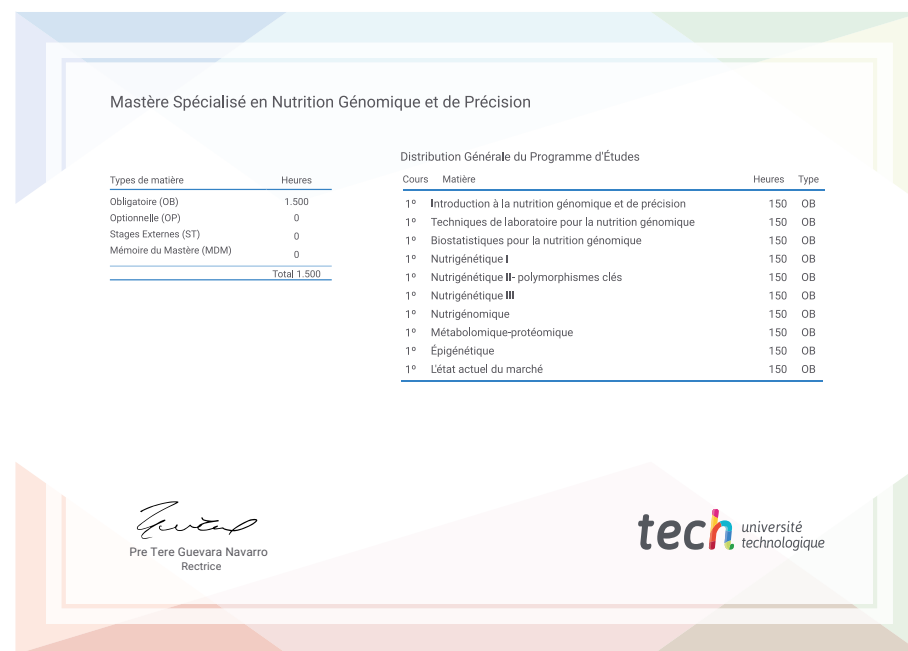 Mastère Spécialisé en Nutrition Génomique et de Précision
Types de matière Heures
Obligatoire (OB) 1.500
Optionnelle (OP) 0
Stages Externes (ST) 0
Mémoire du Mastère (MDM) 0
Total 1.500
Distribution Générale du Programme d'Études
Cours Matière Heures Type
1º Introduction à la nutrition génomique et de précision 150 OB
1º Techniques de laboratoire pour la nutrition génomique 150 OB
1º Biostatistiques pour la nutrition génomique 150 OB
1º Nutrigénétique I 150 OB
1º Nutrigénétique II- polymorphismes clés 150 OB
1º Nutrigénétique III 150 OB
1º Nutrigénomique 150 OB
1º Métabolomique-protéomique 150 OB
1º Épigénétique 150 OB
1º L'état actuel du marché 150 OB
Pre Tere Guevara Navarro
Rectrice
tech université
technologique